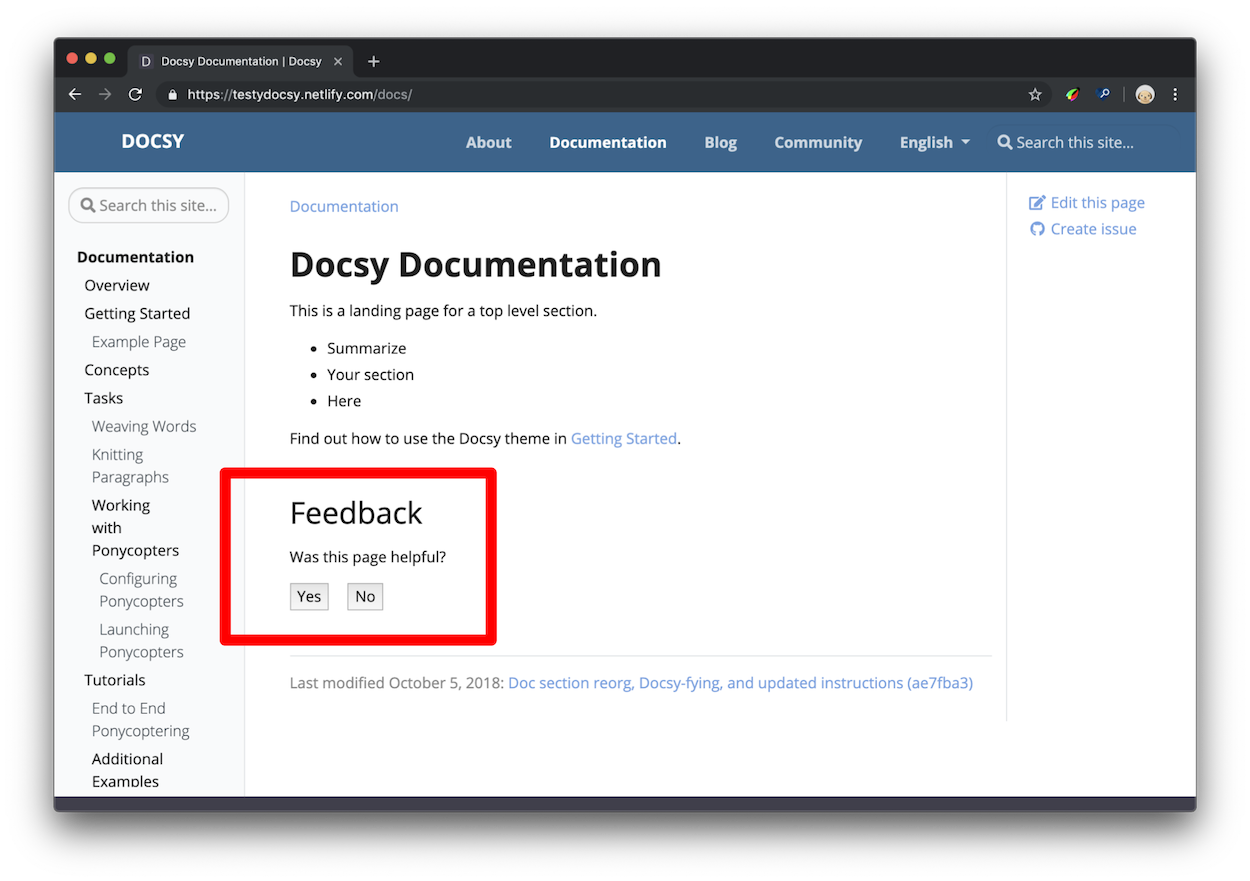 D Docsy Documentation | Docsy
https://testydocsy.netlify.com/docs/
DOCSY
About
Documentation
Blog
Community
English
Search this site...
Search this site...
Documentation
Overview
Getting Started
Example Page
Concepts
Tasks
Weaving Words
Knitting
Paragraphs
Working
with
Ponycopters
Configuring
Ponycopters
Launching
Ponycopters
Tutorials
End to End
Ponycoptering
Additional
Examples
Documentation
Docsy Documentation
This is a landing page for a top level section.
Summarize
Your section
Here
Find out how to use the Docsy theme in Getting Started.
Feedback
Was this page helpful?
Yes
No
Last modified October 5, 2018: Doc section reorg, Docsy-fying, and updated instructions (ae7fba3)
Edit this page
Create issue